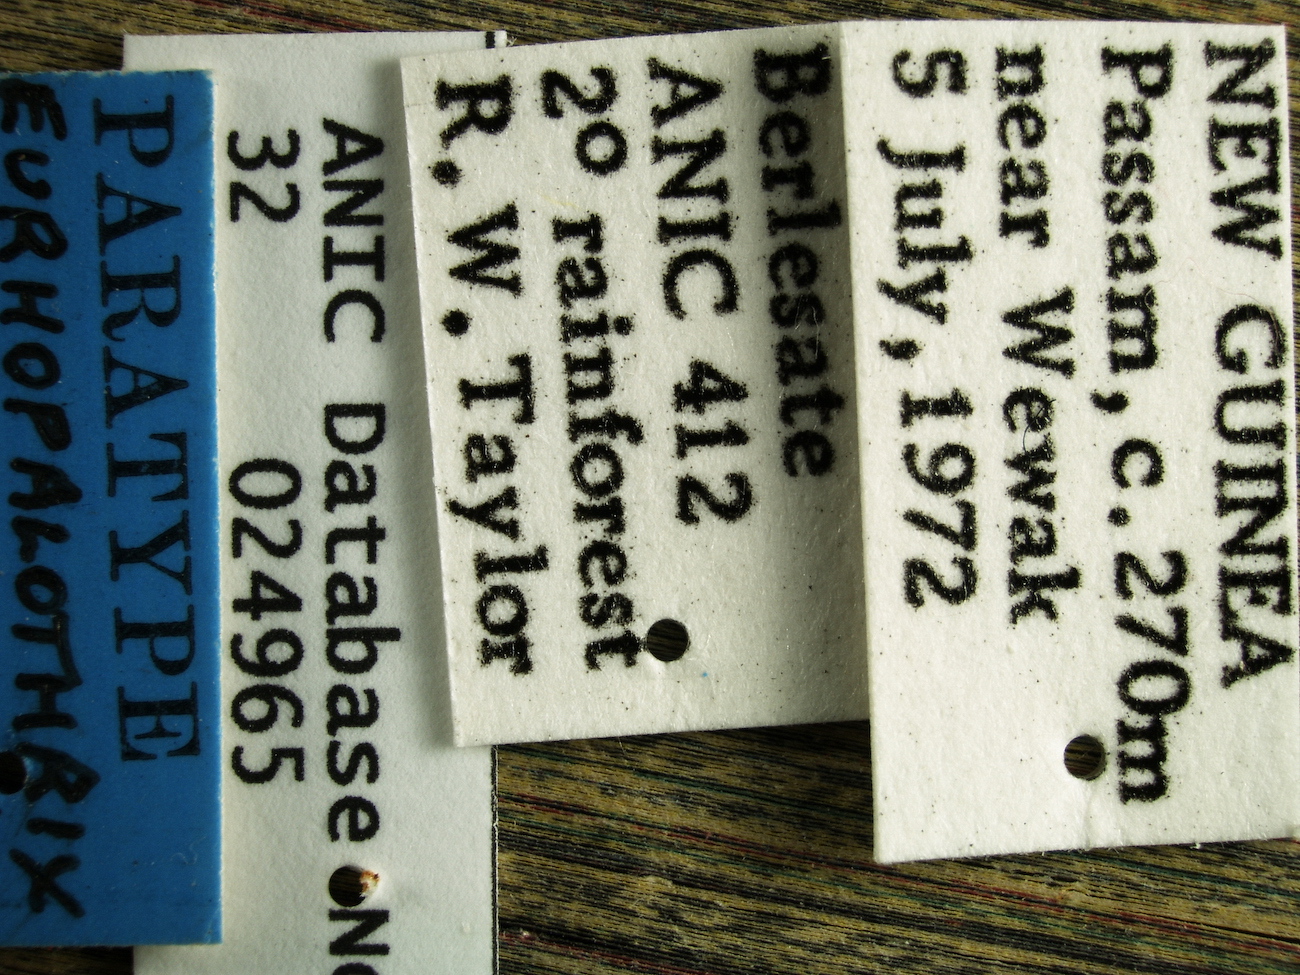 NEW GUINEA
Passam, c. 270m
near Wewak
5 July, 1972
Berlesate
ANIC 412
2o rainforest
R. W. Taylor
ANIC Database No
32 024965
PARATYPE
EURHOPALOTHRIX